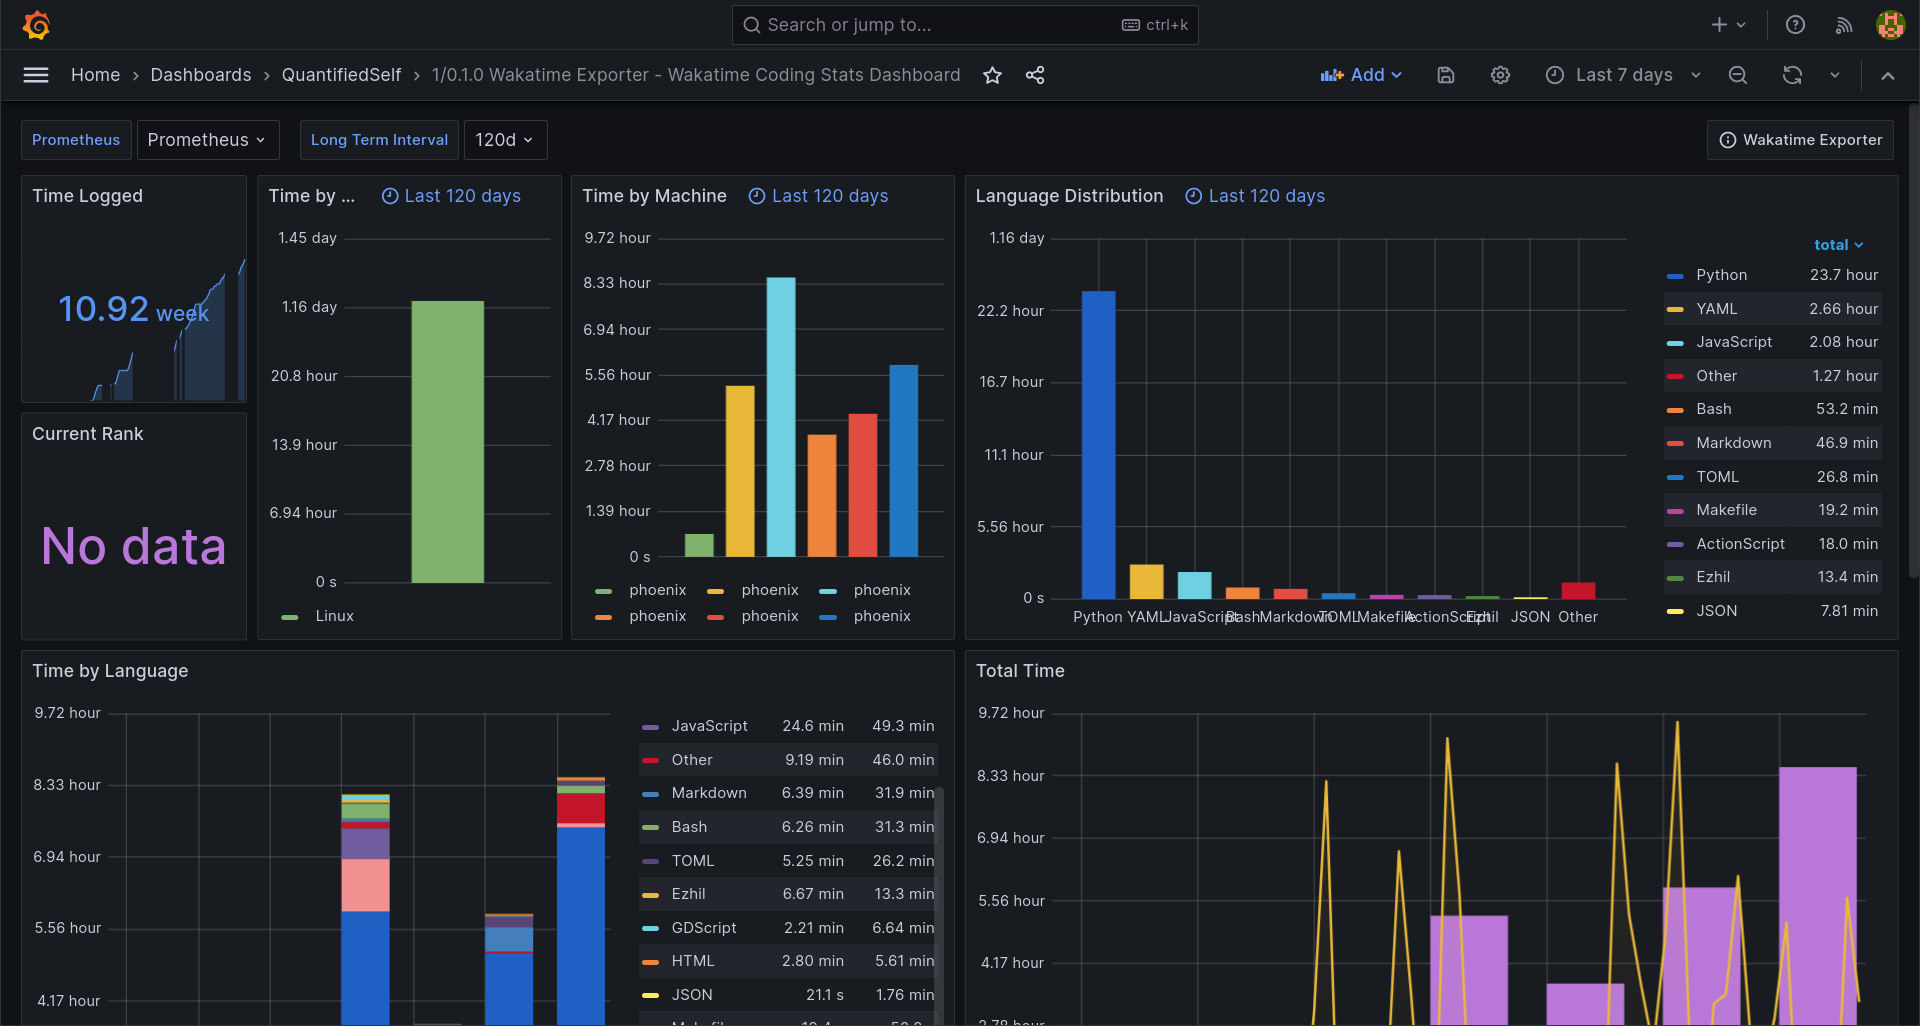 Search or jump to...
ctrl+k
Home
Dashboards
QuantifiedSelf
1/0.1.0 Wakatime Exporter - Wakatime Coding Stats Dashboard
Add
Last 7 days
Prometheus
Prometheus
Long Term Interval
120d
Wakatime Exporter
Time Logged
10.92 week
Current Rank
No data
Time by ...
Last 120 days
1.45 day
1.16 day
20.8 hour
13.9 hour
6.94 hour
0 s
Linux
Time by Machine
Last 120 days
9.72 hour
8.33 hour
6.94 hour
5.56 hour
4.17 hour
2.78 hour
1.39 hour
0 s
phoenix phoenix phoenix
phoenix phoenix phoenix
Language Distribution
Last 120 days
1.16 day
22.2 hour
16.7 hour
11.1 hour
5.56 hour
0 s
Python YAML JavaScript Bash Markdown TOML Makefile ActionScript Ezhil JSON Other
total
Python 23.7 hour
YAML 2.66 hour
JavaScript 2.08 hour
Other 1.27 hour
Bash 53.2 min
Markdown 46.9 min
TOML 26.8 min
Makefile 19.2 min
ActionScript 18.0 min
Ezhil 13.4 min
JSON 7.81 min
Time by Language
9.72 hour
8.33 hour
6.94 hour
5.56 hour
4.17 hour
JavaScript 24.6 min 49.3 min
Other 9.19 min 46.0 min
Markdown 6.39 min 31.9 min
Bash 6.26 min 31.3 min
TOML 5.25 min 26.2 min
Ezhil 6.67 min 13.3 min
GDScript 2.21 min 6.64 min
HTML 2.80 min 5.61 min
JSON 21.1 s 1.76 min
Total Time
9.72 hour
8.33 hour
6.94 hour
5.56 hour
4.17 hour
2.78 hour